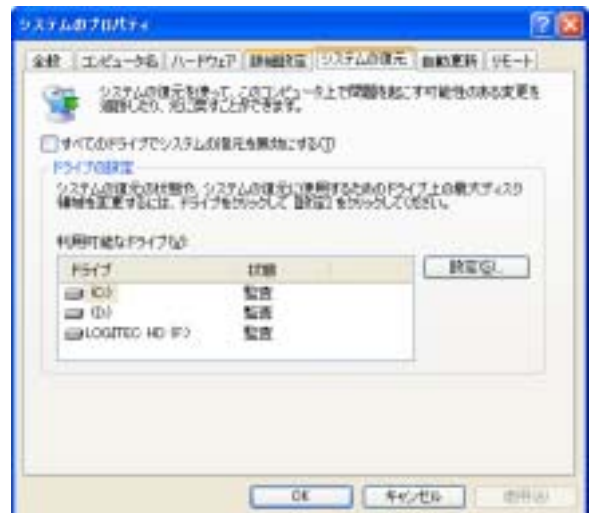 システムのプロパティ
全般 コンピュータ名 ハードウェア 詳細設定 システムの復元 自動更新 リモート
システムの復元を使って、このコンピュータ上で問題を起こす可能性のある変更を
追跡したり、元に戻すことができます。
すべてのドライブでシステムの復元を無効にする(T)
ドライブの設定
システムの復元の状態や、システムの復元に使用するためのドライブ上の最大ディスク
領域を変更するには、ドライブをクリックして [設定] をクリックしてください。
利用可能なドライブ(V)
ドライブ 状態
(C:) 監査
(D:) 監査
LOGITEC HD (F:) 監査
設定(S)...
OK キャンセル 適用(A)